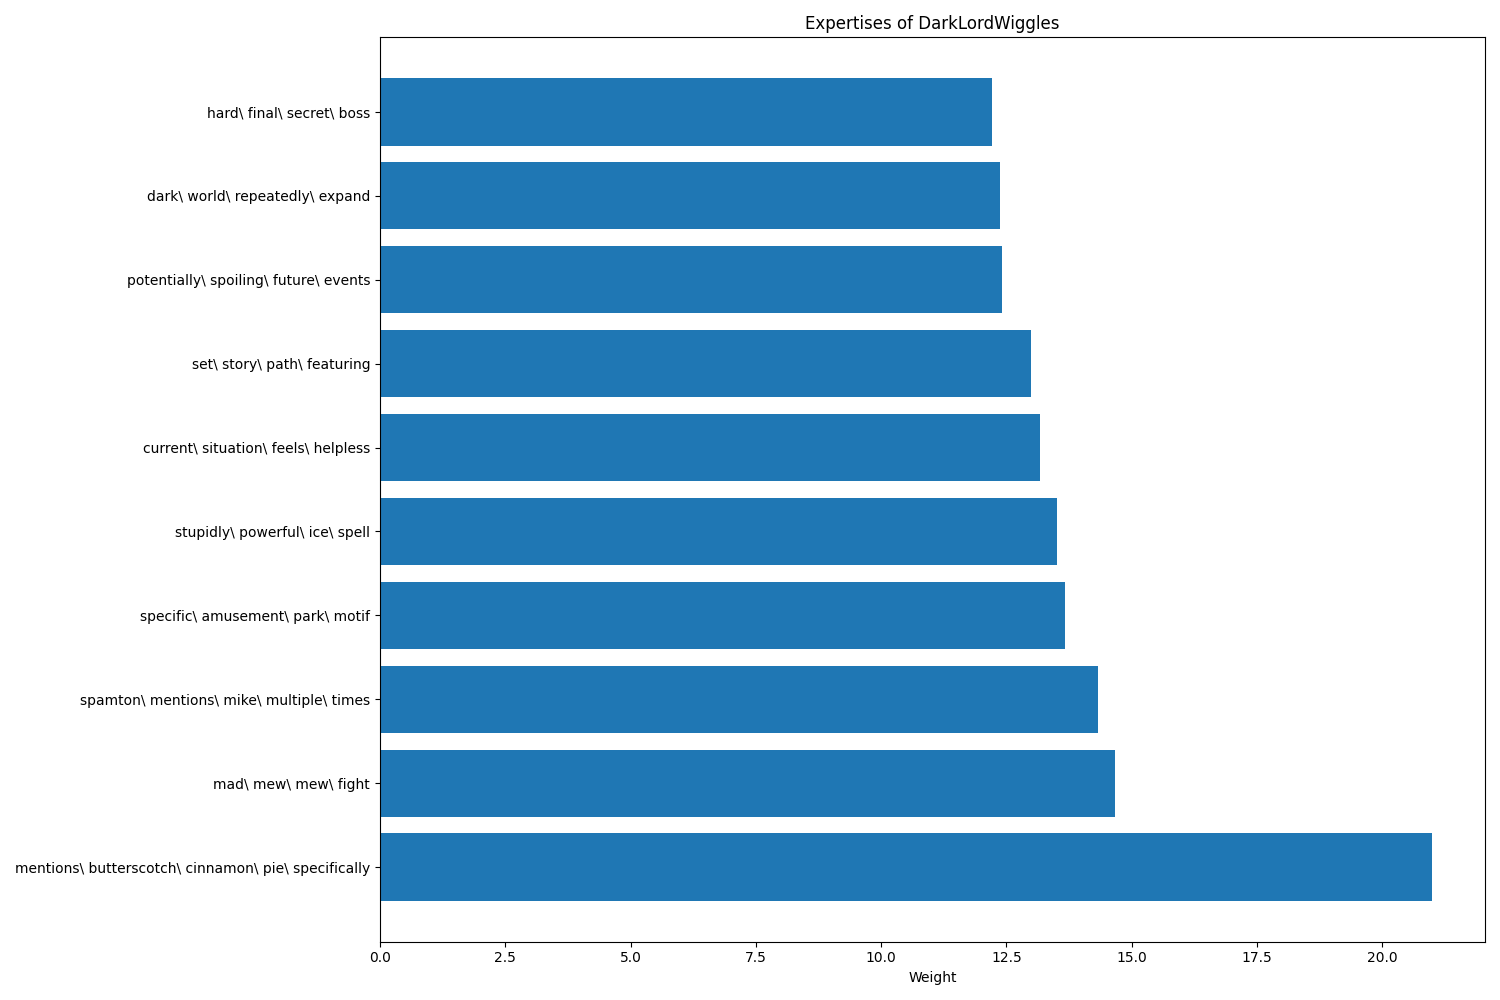 Expertises of DarkLordWiggles
hard\ final\ secret\ boss
dark\ world\ repeatedly\ expand
potentially\ spoiling\ future\ events
set\ story\ path\ featuring
current\ situation\ feels\ helpless
stupidly\ powerful\ ice\ spell
specific\ amusement\ park\ motif
spamton\ mentions\ mike\ multiple\ times
mad\ mew\ mew\ fight
mentions\ butterscotch\ cinnamon\ pie\ specifically
0.0 2.5 5.0 7.5 10.0 12.5 15.0 17.5 20.0
Weight